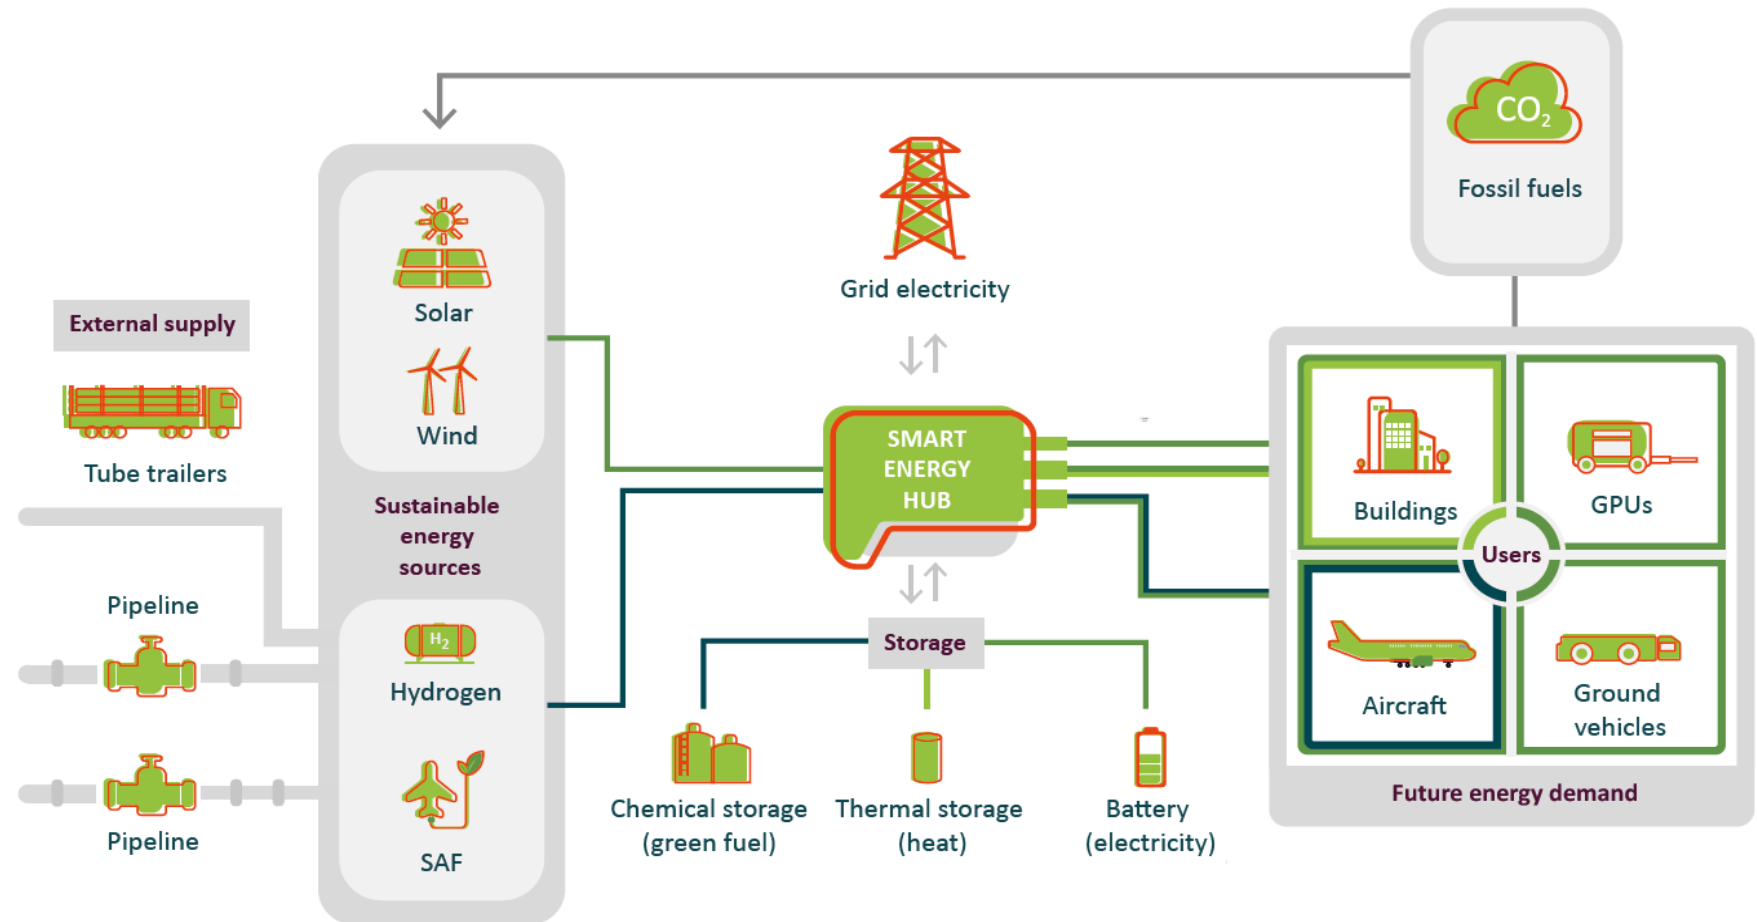 CO₂
Fossil fuels
Grid electricity
Solar
Wind
External supply
Tube trailers
Sustainable
energy
sources
Pipeline
H₂
Hydrogen
SAF
Pipeline
SMART
ENERGY
HUB
Storage
Chemical storage
(green fuel)
Thermal storage
(heat)
Battery
(electricity)
Buildings
GPUs
Users
Aircraft
Ground
vehicles
Future energy demand